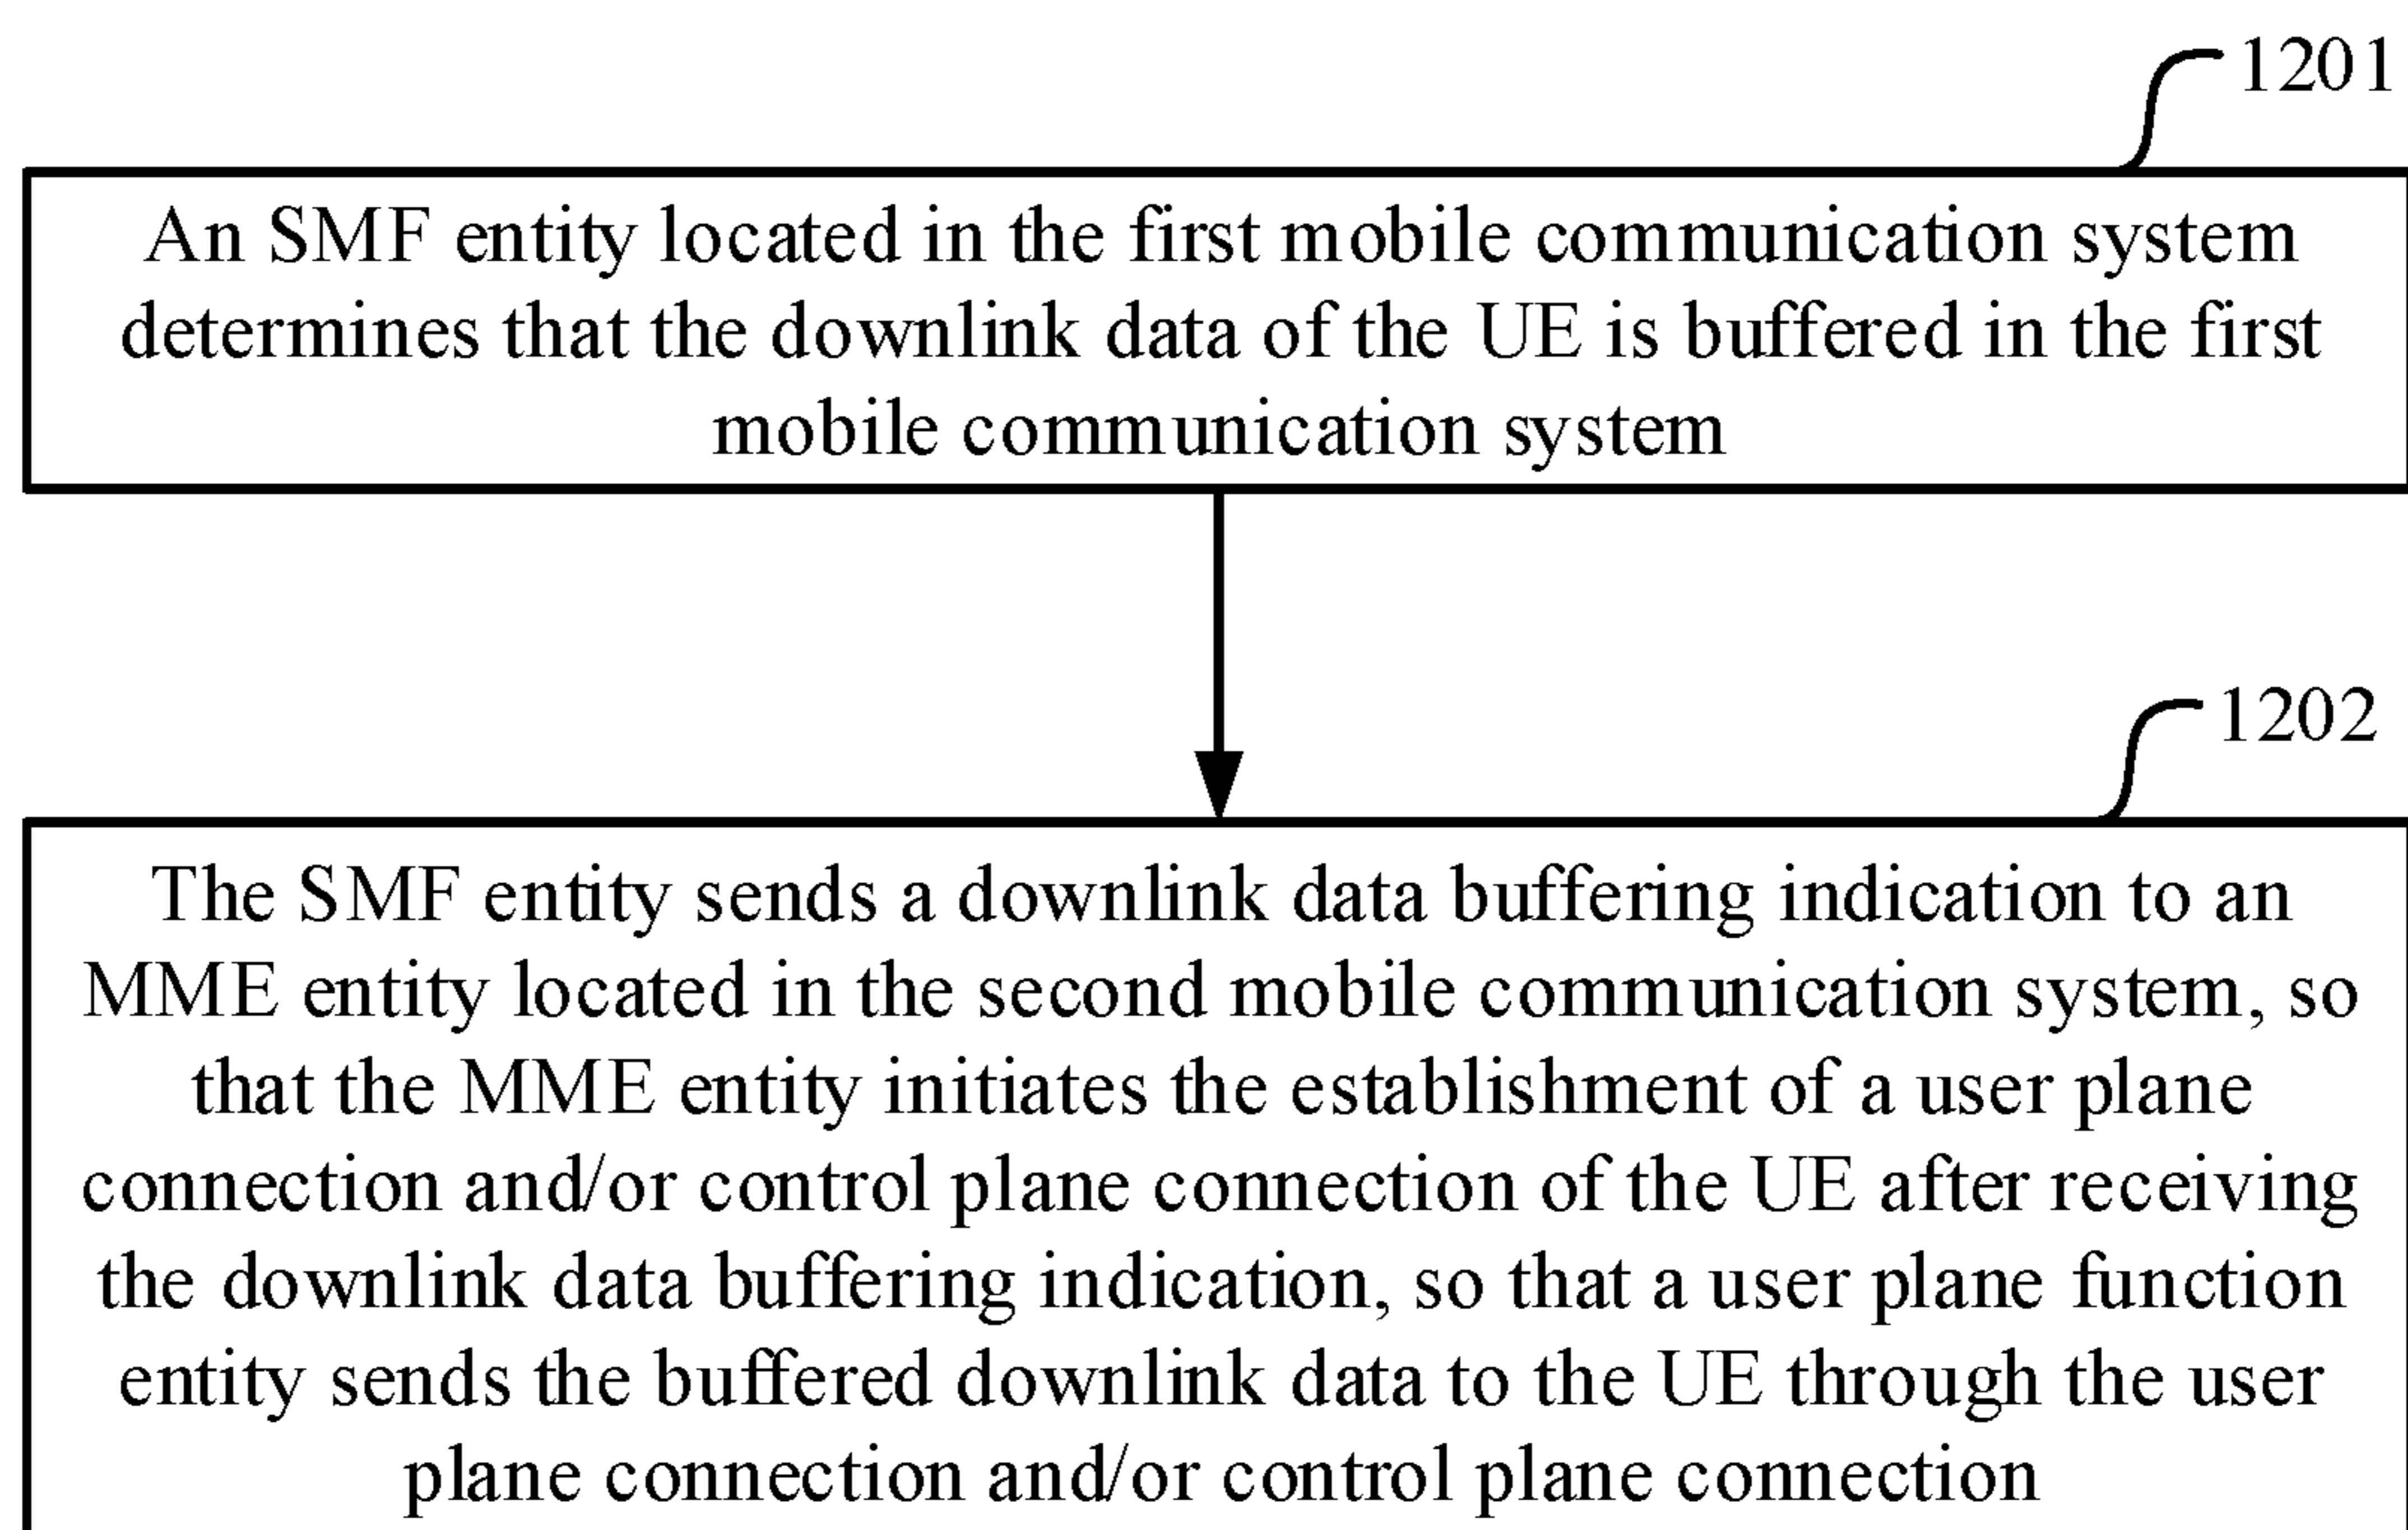 1201
An SMF entity located in the first mobile communication system
determines that the downlink data of the UE is buffered in the first
mobile communication system
1202
The SMF entity sends a downlink data buffering indication to an
MME entity located in the second mobile communication system, so
that the MME entity initiates the establishment of a user plane
connection and/or control plane connection of the UE after receiving
the downlink data buffering indication, so that a user plane function
entity sends the buffered downlink data to the UE through the user
plane connection and/or control plane connection